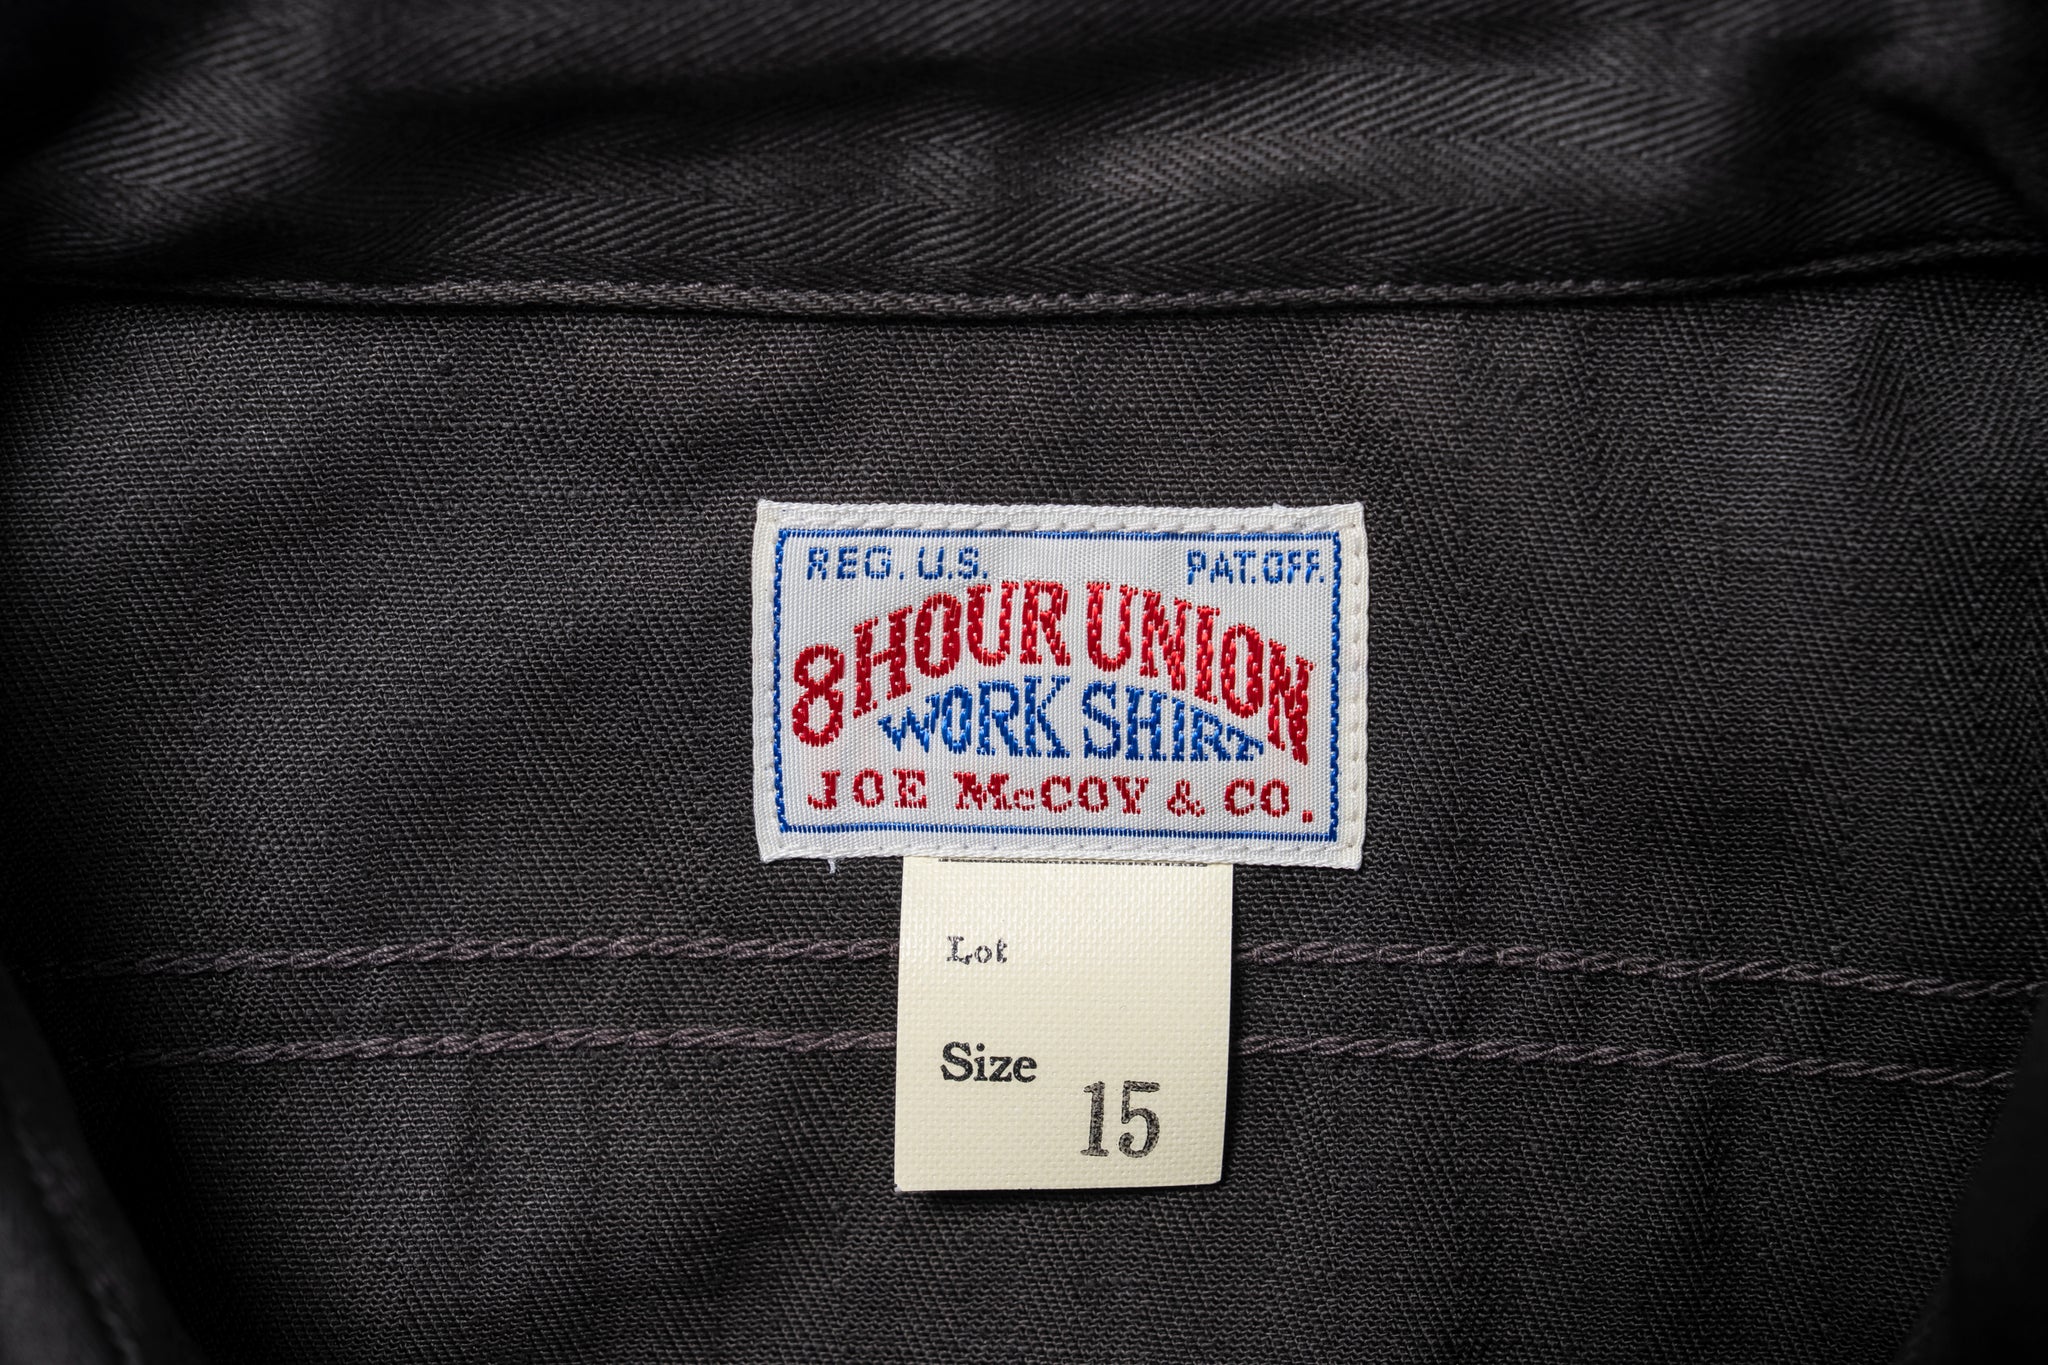 REG. U.S. PAT. OFF.
8 HOUR UNION
WORK SHIRT
JOE McCOY & CO.
Lot
Size 15